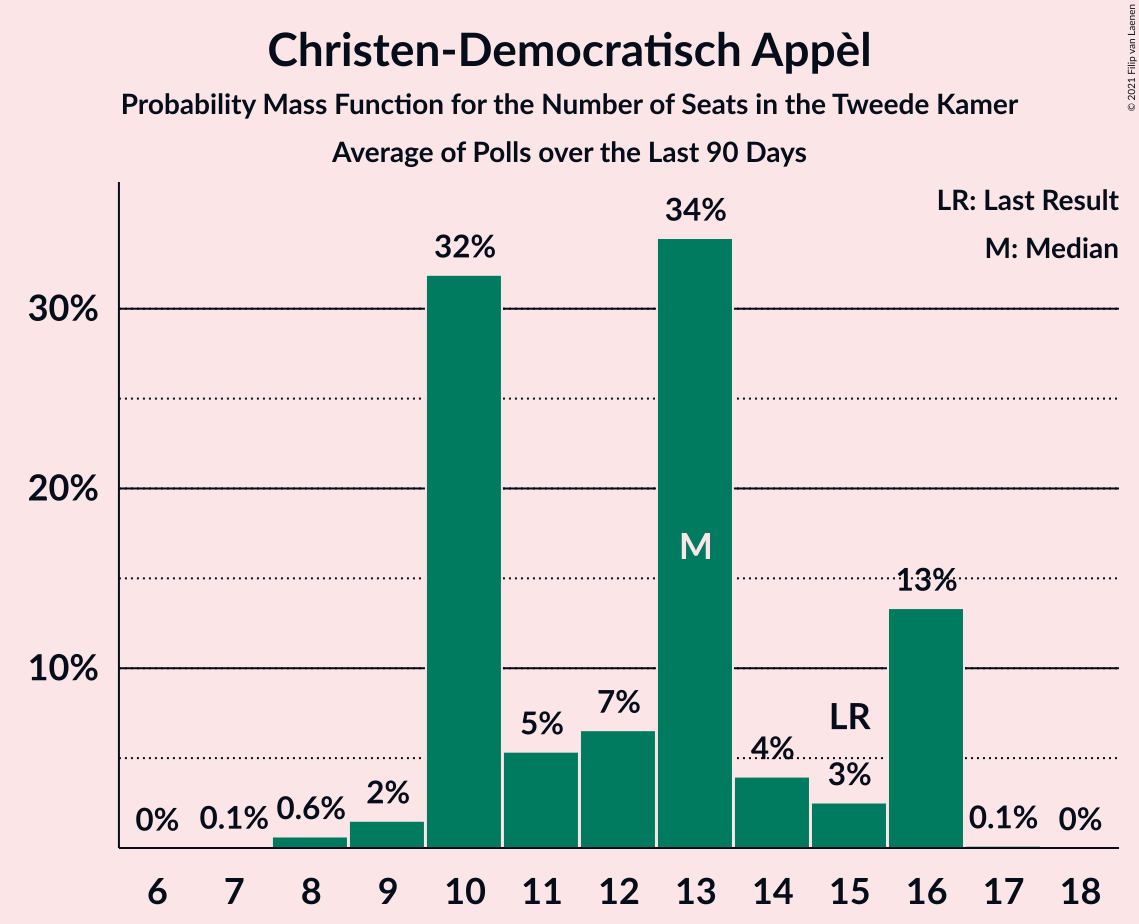 Christen-Democratisch Appèl
Probability Mass Function for the Number of Seats in the Tweede Kamer
Average of Polls over the Last 90 Days
© 2021 Filip van Laenen
LR: Last Result
M: Median
30%
20%
10%
0%
0.1%
0.6%
2%
32%
5%
7%
34%
M
4%
LR
3%
13%
0.1%
0%
6 7 8 9 10 11 12 13 14 15 16 17 18